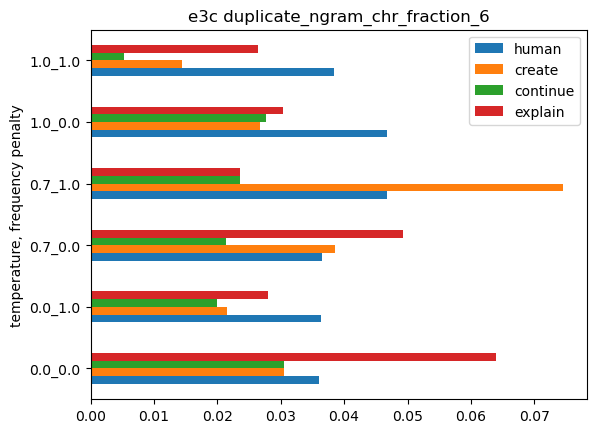 e3c duplicate_ngram_chr_fraction_6
human
create
continue
explain
temperature, frequency penalty
1.0_1.0
1.0_0.0
0.7_1.0
0.7_0.0
0.0_1.0
0.0_0.0
0.00 0.01 0.02 0.03 0.04 0.05 0.06 0.07